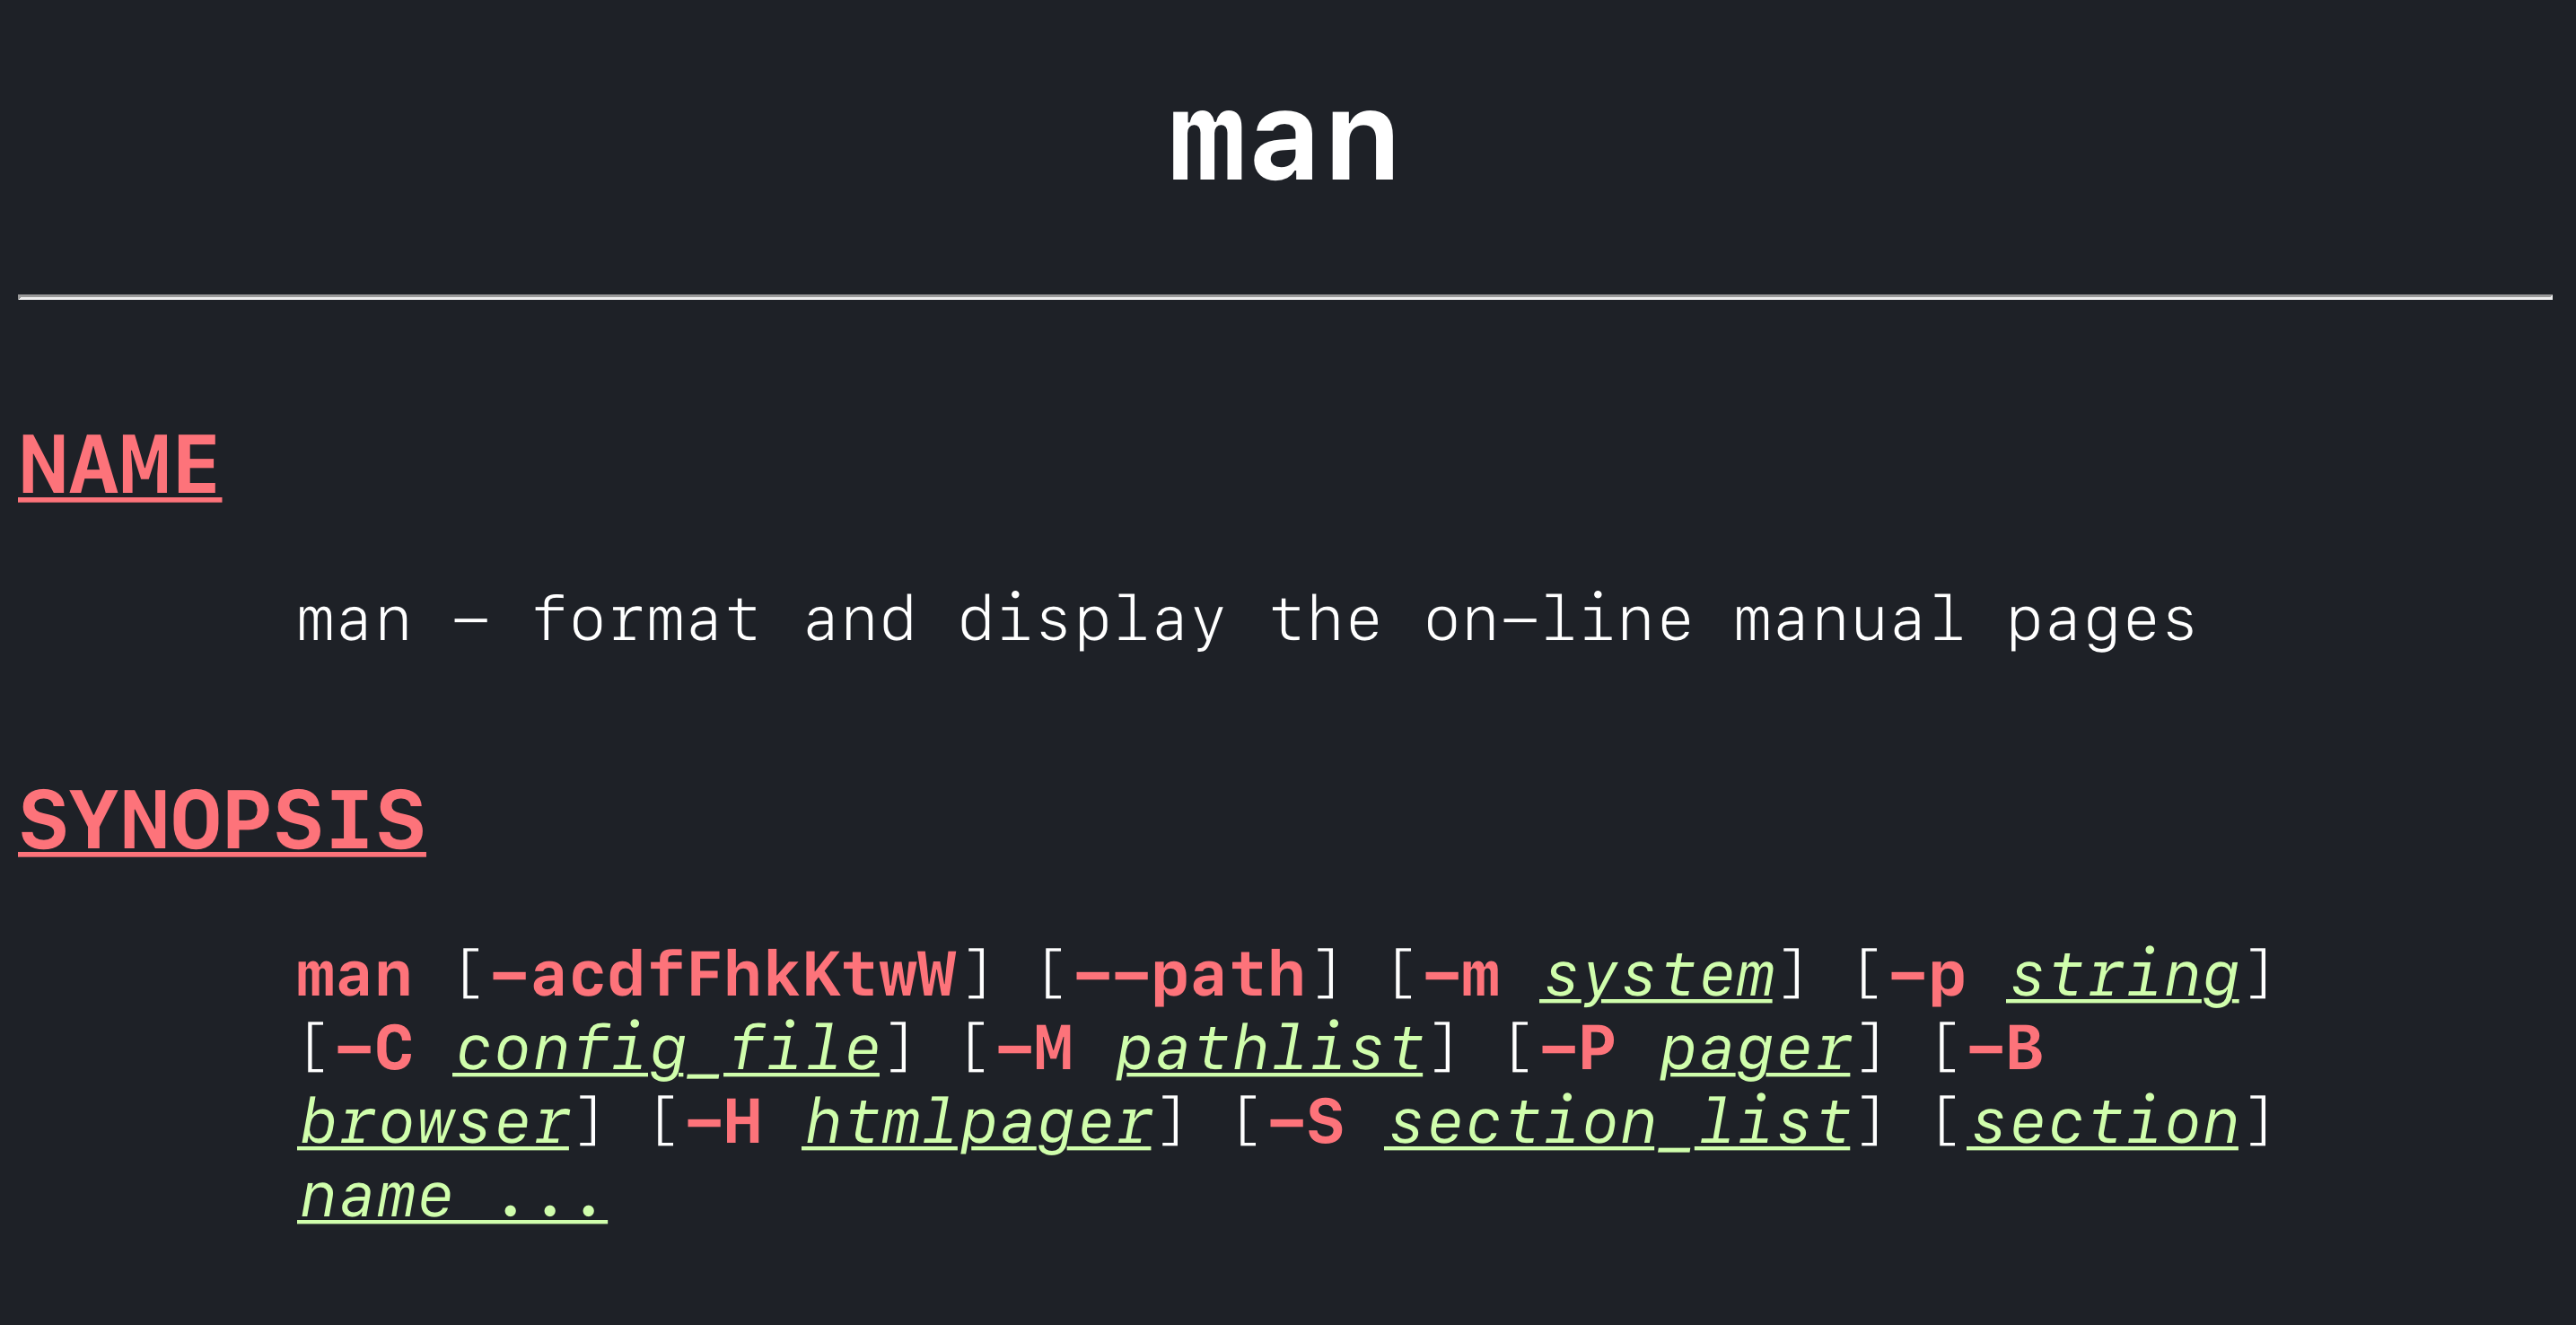 man
NAME
man – format and display the on–line manual pages
SYNOPSIS
man [–acdfFhkKtwW] [––path] [–m system] [–p string]
[–C config_file] [–M pathlist] [–P pager] [–B
browser] [–H htmlpager] [–S section_list] [section]
name ...